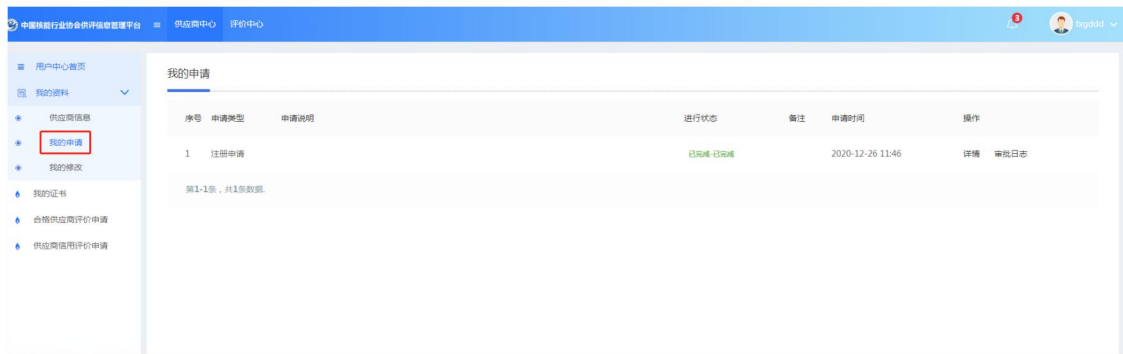 中国核能行业协会供评信息管理平台 ≡ 供应商中心 评价中心 3 fxgddd
用户中心首页
我的资料
供应商信息
我的申请
我的修改
我的证书
合格供应商评价申请
供应商信用评价申请
我的申请
序号 申请类型 申请说明 进行状态 备注 申请时间 操作
1 注册申请 已完成-已完成 2020-12-26 11:46 详情 审批日志
第1-1条，共1条数据.